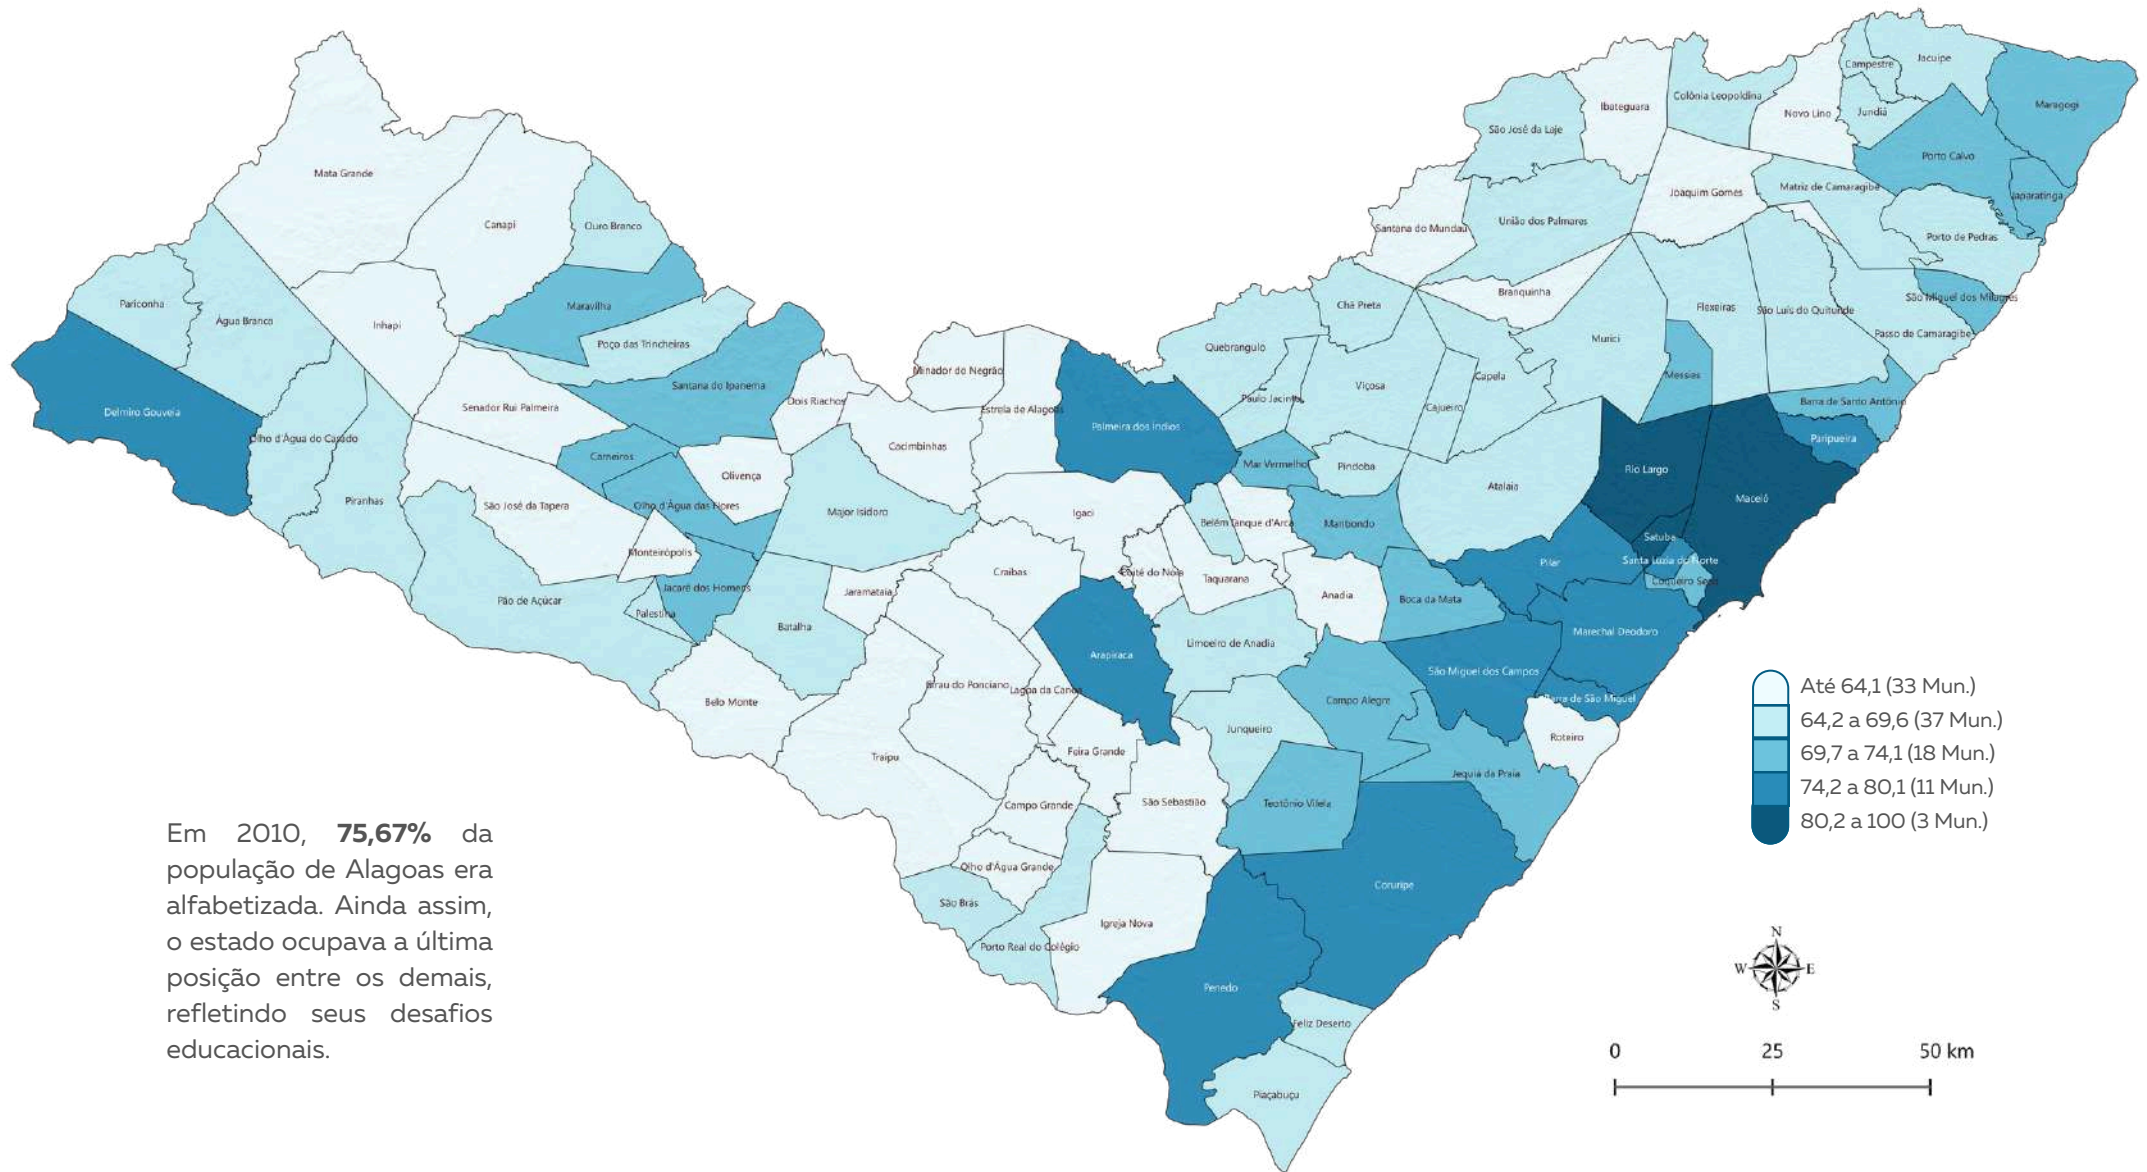 Jacuípe
Campestre
Maragogi
Colônia Leopoldina
Ibateguara
Novo Lino
Jundiá
São José da Laje
Porto Calvo
Mata Grande
Matriz de Camaragibe
Joaquim Gomes
Japaratinga
União dos Palmares
Canapi
Ouro Branco
Santana do Mundaú
Porto de Pedras
Branquinha
São Miguel dos Milagres
Pariconha
Maravilha
Chã Preta
Flexeiras
São Luís do Quitunde
Água Branca
Inhapi
Passo de Camaragibe
Murici
Poço das Trincheiras
Quebrangulo
Minador do Negrão
Messias
Capela
Santana do Ipanema
Viçosa
Paulo Jacinto
Dois Riachos
Barra de Santo Antônio
Senador Rui Palmeira
Cajueiro
Estrela de Alagoas
Delmiro Gouveia
Palmeira dos Índios
Olho d'Água do Casado
Paripueira
Cacimbinhas
Carneiros
Mar Vermelho
Pindoba
Rio Largo
Olivença
Atalaia
Maceió
Piranhas
São José da Tapera
Olho d'Água das Flores
Major Isidoro
Igaci
Belém
Tanque d'Arca
Maribondo
Satuba
Monteirópolis
Santa Luzia do Norte
Pilar
Craíbas
Coité do Nóia
Taquarana
Coqueiro Seco
Jacaré dos Homens
Jaramataia
Anadia
Boca da Mata
Pão de Açúcar
Palestina
Batalha
Marechal Deodoro
Limoeiro de Anadia
Arapiraca
São Miguel dos Campos
Girau do Ponciano
Lagoa da Canoa
Barra de São Miguel
Belo Monte
Campo Alegre
Junqueiro
Roteiro
Feira Grande
Traipu
Jequiá da Praia
São Sebastião
Teotônio Vilela
Campo Grande
Olho d'Água Grande
Coruripe
São Brás
Igreja Nova
Porto Real do Colégio
Penedo
Feliz Deserto
Piaçabuçu
Até 64,1 (33 Mun.)
64,2 a 69,6 (37 Mun.)
69,7 a 74,1 (18 Mun.)
74,2 a 80,1 (11 Mun.)
80,2 a 100 (3 Mun.)
Em 2010, 75,67% da
população de Alagoas era
alfabetizada. Ainda assim,
o estado ocupava a última
posição entre os demais,
refletindo seus desafios
educacionais.
N
W E
S
0 25 50 km